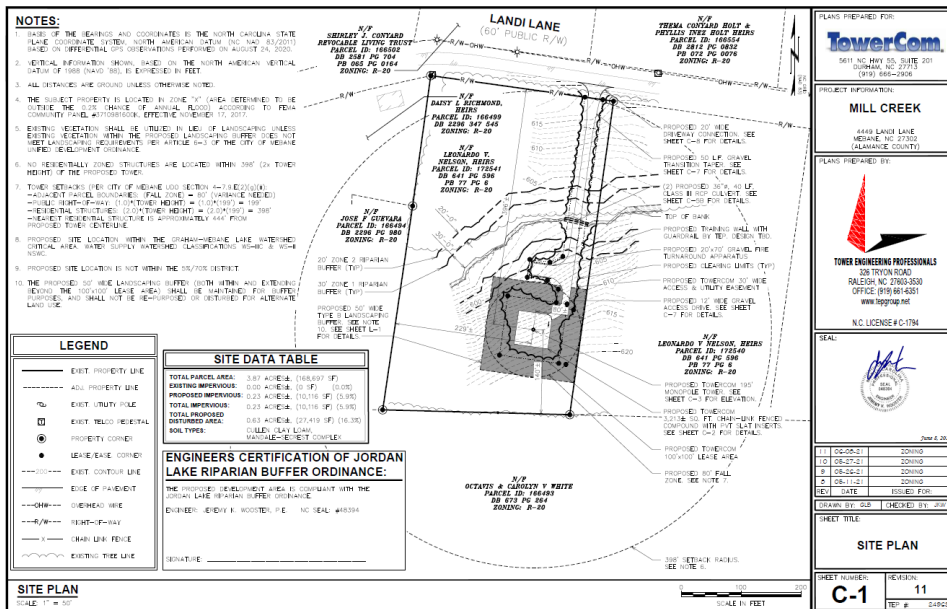 NOTES:
1. BASIS OF THE BEARINGS AND COORDINATES IS THE NORTH CAROLINA STATE
PLANE COORDINATE SYSTEM, NORTH AMERICAN DATUM (NC NAD 83/2011)
BASED ON DIFFERENTIAL GPS OBSERVATIONS PERFORMED ON AUGUST 24, 2020.
2. VERTICAL INFORMATION SHOWN, BASED ON THE NORTH AMERICAN VERTICAL
DATUM OF 1988 (NAVD '88), IS EXPRESSED IN FEET.
3. ALL DISTANCES ARE GROUND UNLESS OTHERWISE NOTED.
4. THE SUBJECT PROPERTY IS LOCATED IN ZONE "X" (AREA DETERMINED TO BE
OUTSIDE THE 0.2% CHANCE OF ANNUAL FLOOD) ACCORDING TO FEMA
COMMUNITY PANEL #3710981600K, EFFECTIVE NOVEMBER 17, 2017.
5. EXISTING VEGETATION SHALL BE UTILIZED IN LIEU OF LANDSCAPING UNLESS
EXISTING VEGETATION WITHIN THE PROPOSED LANDSCAPING BUFFER DOES NOT
MEET LANDSCAPING REQUIREMENTS PER ARTICLE 6-3 OF THE CITY OF MEBANE
UNIFIED DEVELOPMENT ORDINANCE.
6. NO RESIDENTIALLY ZONED STRUCTURES ARE LOCATED WITHIN 398' (2x TOWER
HEIGHT) OF THE PROPOSED TOWER.
7. TOWER SETBACKS (PER CITY OF MEBANE UDO SECTION 4-7.8.E(2)(g)(ii):
-ADJACENT PARCEL BOUNDARIES: (FALL ZONE) = 80' (VARIANCE NEEDED)
-PUBLIC RIGHT-OF-WAY: (1.0)*(TOWER HEIGHT) = (1.0)*(199') = 199'
-RESIDENTIAL STRUCTURES: (2.0)*(TOWER HEIGHT) = (2.0)*(199') = 398'
-NEAREST RESIDENTIAL STRUCTURE IS APPROXIMATELY 444' FROM
PROPOSED TOWER CENTERLINE.
8. PROPOSED SITE LOCATION WITHIN THE GRAHAM-MEBANE LAKE WATERSHED
CRITICAL AREA. WATER SUPPLY WATERSHED CLASSIFICATIONS
NSWC.
9. PROPOSED SITE LOCATION IS NOT WITHIN THE 5%/70% DISTRICT.
10. THE PROPOSED 50' WIDE LANDSCAPING BUFFER (BOTH WITHIN AND EXTENDING
BEYOND THE 100'x100' LEASE AREA) SHALL BE MAINTAINED FOR BUFFER
PURPOSES, AND SHALL NOT BE RE-PURPOSED OR DISTURBED FOR ALTERNATE
LAND USE.
LEGEND
EXIST. PROPERTY LINE
ADJ. PROPERTY LINE
EXIST. UTILITY POLE
EXIST. TELCO PEDESTAL
PROPERTY CORNER
LEASE/EASE. CORNER
200 EXIST. CONTOUR LINE
EDGE OF PAVEMENT
OHW OVERHEAD WIRE
R/W RIGHT-OF-WAY
X CHAIN LINK FENCE
EXISTING TREE LINE
SITE DATA TABLE
TOTAL PARCEL AREA: 3.87 ACRES±, (168,697 SF)
EXISTING IMPERVIOUS: 0.00 ACRES±, (0 SF) (0.0%)
PROPOSED IMPERVIOUS: 0.23 ACRES±, (10,116 SF) (5.9%)
TOTAL IMPERVIOUS: 0.23 ACRES±, (10,116 SF) (5.9%)
TOTAL PROPOSED
DISTURBED AREA: 0.63 ACRES±, (27,419 SF) (16.3%)
SOIL TYPES: CULLEN CLAY LOAM,
MANDALE-SECREST COMPLEX
ENGINEERS CERTIFICATION OF JORDAN
LAKE RIPARIAN BUFFER ORDINANCE:
THE PROPOSED DEVELOPMENT AREA IS COMPLIANT WITH THE
JORDAN LAKE RIPARIAN BUFFER ORDINANCE.
ENGINEER: JEREMY K. WOOSTER, P.E. NC SEAL: #48394
SIGNATURE:
SITE PLAN
SCALE: 1" = 50'
LANDI LANE
(60' PUBLIC R/W)
N/F
SHIRLEY J. CONYARD
REVOCABLE LIVING TRUST
PARCEL ID: 166502
DB 2581 PG 704
PB 065 PG 0164
ZONING: R-20
N/F
THEMA CONYARD HOLT &
PHYLLIS INEZ HOLT HEIRS
PARCEL ID: 166554
DB 2812 PG 0832
PB 072 PG 0076
ZONING: R-20
R/W-OHW
N/F
DAISY L RICHMOND,
HEIRS
PARCEL ID: 166499
DB 2296 347 545
ZONING: R-20
N/F
LEONARDO V.
NELSON, HEIRS
PARCEL ID: 172541
DB 641 PG 596
PB 77 PG 6
ZONING: R-20
N/F
JOSE F GUEVARA
PARCEL ID: 166494
DB 2296 PG 980
ZONING: R-20
20' ZONE 2 RIPARIAN
BUFFER (TYP)
30' ZONE 1 RIPARIAN
BUFFER (TYP)
PROPOSED 50' WIDE
TYPE B LANDSCAPING
BUFFER. SEE NOTE
10. SEE SHEET L-1
FOR DETAILS.
615
610
20'-0"
30'-0"
60'±
229'±
615
620
PROPOSED 20' WIDE
DRIVEWAY CONNECTION. SEE
SHEET C-8 FOR DETAILS.
PROPOSED 50 LF. GRAVEL
TRANSITION TAPER. SEE
SHEET C-7 FOR DETAILS.
(2) PROPOSED 36"ø, 40 LF.
CLASS III RCP CULVERT. SEE
SHEET C-5B FOR DETAILS.
TOP OF BANK
PROPOSED TRAINING WALL WITH
GUARDRAIL BY TEP. DESIGN TBD.
20'x70' GRAVEL FIRE
TURNAROUND APPARATUS
PROPOSED CLEARING LIMITS (TYP)
PROPOSED TOWERCOM 30' WIDE
ACCESS & UTILITY EASEMENT
PROPOSED 12' WIDE GRAVEL
ACCESS DRIVE. SEE SHEET
C-7 FOR DETAILS.
N/F
LEONARDO V NELSON, HEIRS
PARCEL ID: 172540
DB 641 PG 596
PB 77 PG 6
ZONING: R-20
PROPOSED TOWERCOM 195'
MONOPOLE TOWER. SEE
SHEET C-3 FOR ELEVATION.
PROPOSED TOWERCOM
3,213± SQ. FT. CHAIN-LINK FENCED
COMPOUND WITH PVT SLAT INSERTS.
SEE SHEET C-2 FOR DETAILS.
PROPOSED TOWERCOM
100'x100' LEASE AREA
PROPOSED 80' FALL
ZONE. SEE NOTE 7.
N/F
OCTAVIN & CAROLYN V WHITE
PARCEL ID: 166493
DB 673 PG 264
ZONING: R-20
398' SETBACK RADIUS.
SEE NOTE 6.
0 100 200
SCALE IN FEET
PLANS PREPARED FOR:
TowerCom
5611 NC HWY 55, SUITE 201
DURHAM, NC 27713
(919) 666-2906
PROJECT INFORMATION:
MILL CREEK
4449 LANDI LANE
MEBANE, NC 27302
(ALAMANCE COUNTY)
PLANS PREPARED BY:
TOWER ENGINEERING PROFESSIONALS
326 TRYON ROAD
RALEIGH, NC 27603-3530
OFFICE: (919) 661-6351
www.tepgroup.net
N.C. LICENSE # C-1794
SEAL:
11 06-08-21 ZONING
10 05-27-21 ZONING
9 05-26-21 ZONING
8 05-11-21 ZONING
REV DATE ISSUED FOR:
DRAWN BY: GLB CHECKED BY: JKW
SHEET TITLE:
SITE PLAN
SHEET NUMBER: REVISION:
C-1 11
TEP #